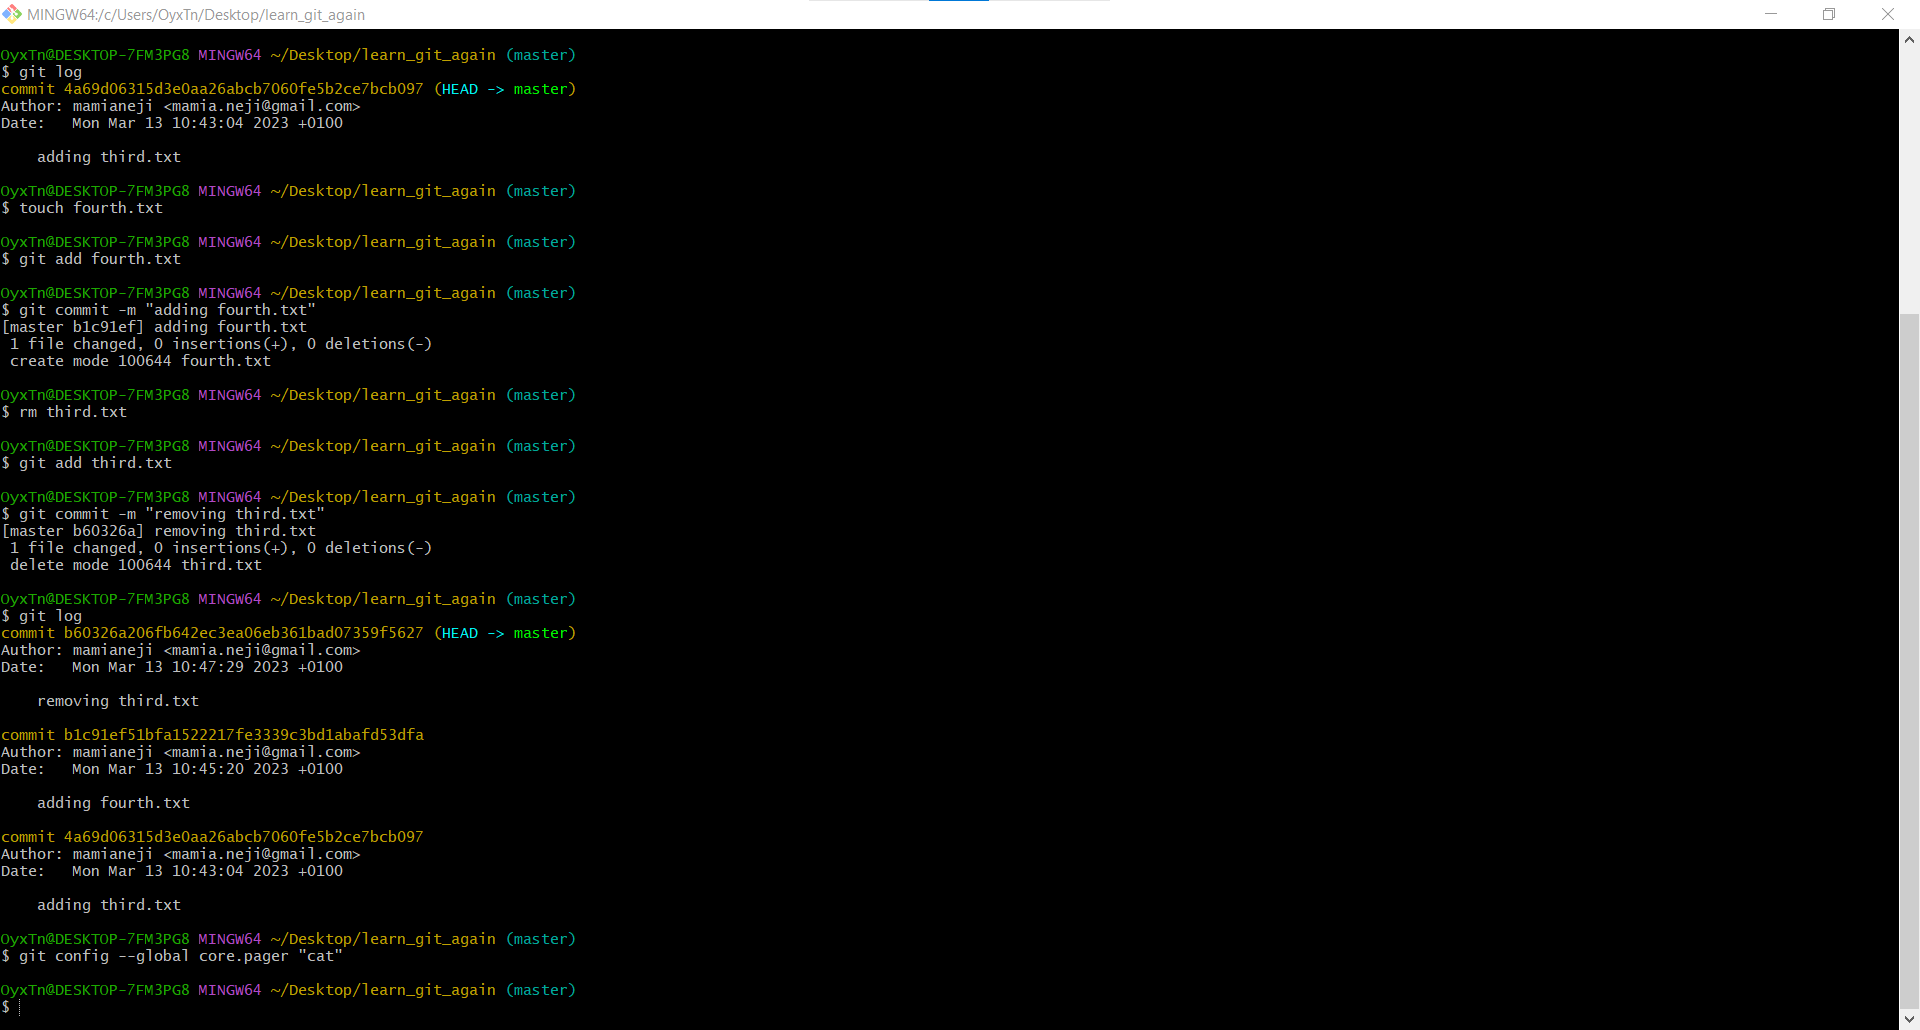 MINGW64:/c/Users/OyxTn/Desktop/learn_git_again
OyxTn@DESKTOP-7FM3PG8 MINGW64 ~/Desktop/learn_git_again (master)
$ git log
commit 4a69d06315d3e0aa26abcb7060fe5b2ce7bcb097 (HEAD -> master)
Author: mamianeji <mamia.neji@gmail.com>
Date:   Mon Mar 13 10:43:04 2023 +0100
    adding third.txt
OyxTn@DESKTOP-7FM3PG8 MINGW64 ~/Desktop/learn_git_again (master)
$ touch fourth.txt
OyxTn@DESKTOP-7FM3PG8 MINGW64 ~/Desktop/learn_git_again (master)
$ git add fourth.txt
OyxTn@DESKTOP-7FM3PG8 MINGW64 ~/Desktop/learn_git_again (master)
$ git commit -m "adding fourth.txt"
[master b1c91ef] adding fourth.txt
 1 file changed, 0 insertions(+), 0 deletions(-)
 create mode 100644 fourth.txt
OyxTn@DESKTOP-7FM3PG8 MINGW64 ~/Desktop/learn_git_again (master)
$ rm third.txt
OyxTn@DESKTOP-7FM3PG8 MINGW64 ~/Desktop/learn_git_again (master)
$ git add third.txt
OyxTn@DESKTOP-7FM3PG8 MINGW64 ~/Desktop/learn_git_again (master)
$ git commit -m "removing third.txt"
[master b60326a] removing third.txt
 1 file changed, 0 insertions(+), 0 deletions(-)
 delete mode 100644 third.txt
OyxTn@DESKTOP-7FM3PG8 MINGW64 ~/Desktop/learn_git_again (master)
$ git log
commit b60326a206fb642ec3ea06eb361bad07359f5627 (HEAD -> master)
Author: mamianeji <mamia.neji@gmail.com>
Date:   Mon Mar 13 10:47:29 2023 +0100
    removing third.txt
commit b1c91ef51bfa1522217fe3339c3bd1abafd53dfa
Author: mamianeji <mamia.neji@gmail.com>
Date:   Mon Mar 13 10:45:20 2023 +0100
    adding fourth.txt
commit 4a69d06315d3e0aa26abcb7060fe5b2ce7bcb097
Author: mamianeji <mamia.neji@gmail.com>
Date:   Mon Mar 13 10:43:04 2023 +0100
    adding third.txt
OyxTn@DESKTOP-7FM3PG8 MINGW64 ~/Desktop/learn_git_again (master)
$ git config --global core.pager "cat"
OyxTn@DESKTOP-7FM3PG8 MINGW64 ~/Desktop/learn_git_again (master)
$